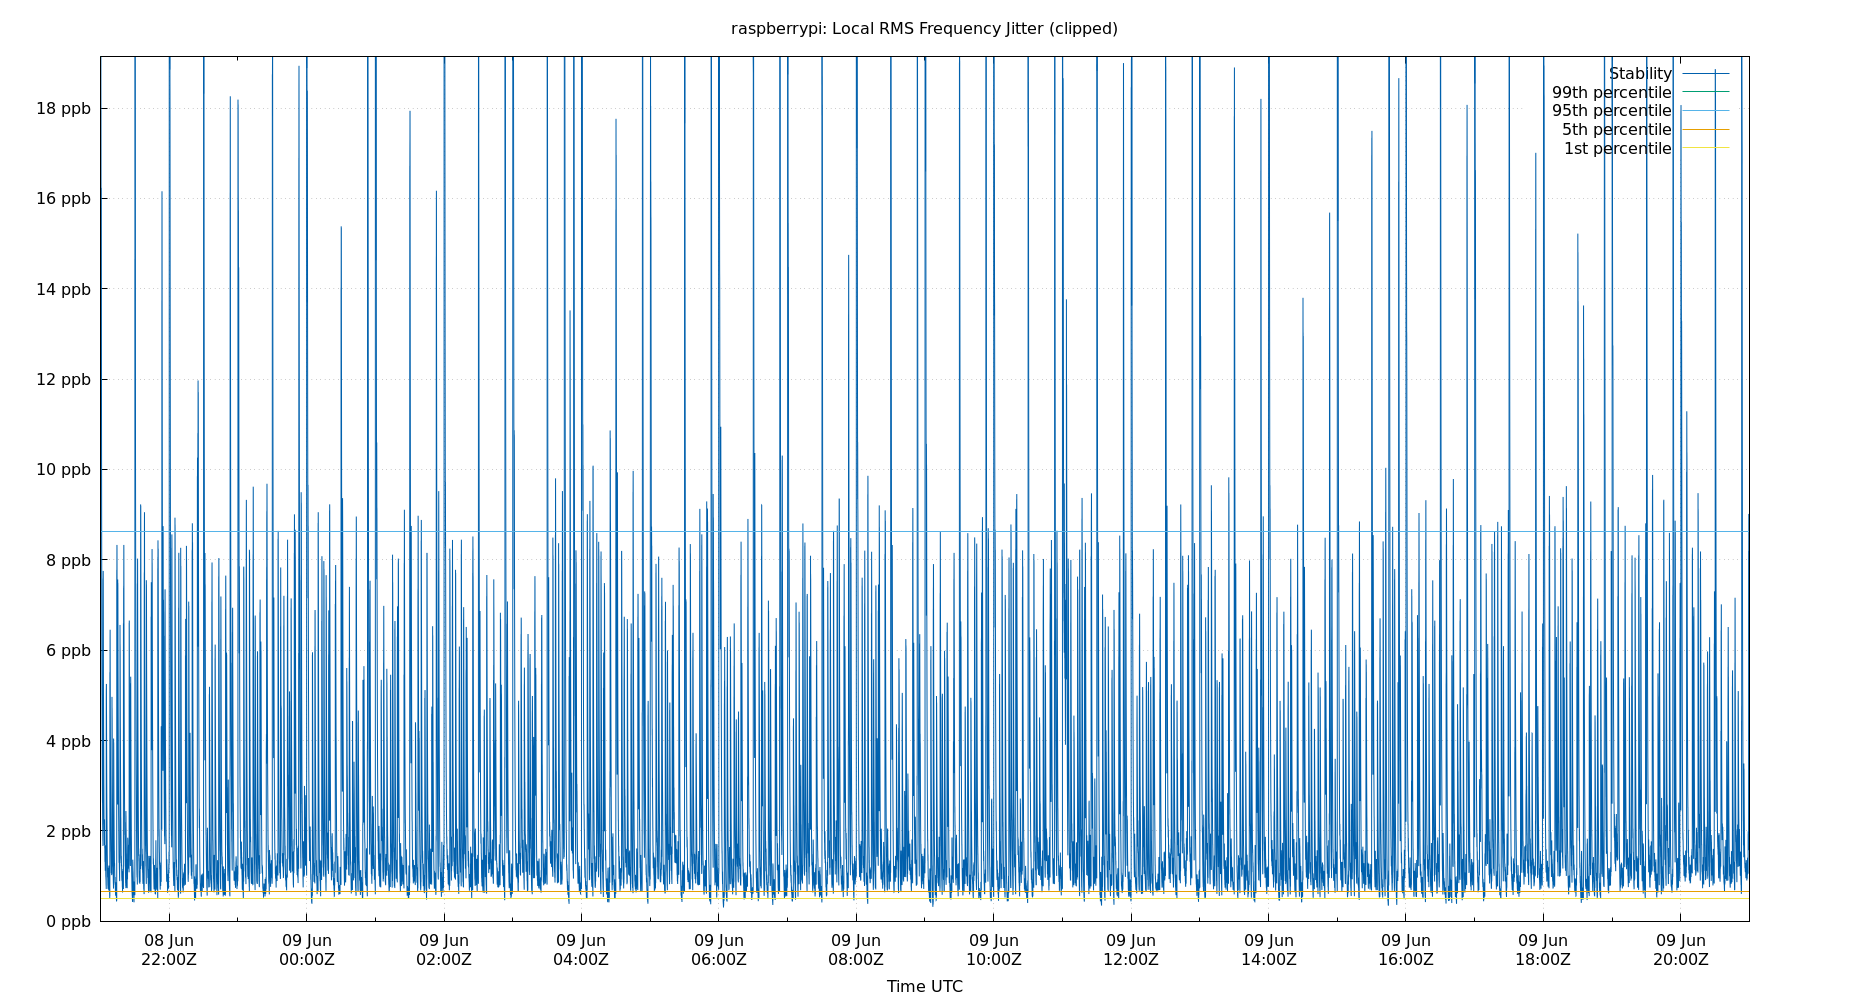 raspberrypi: Local RMS Frequency Jitter (clipped)
Stability
99th percentile
95th percentile
5th percentile
1st percentile
18 ppb
16 ppb
14 ppb
12 ppb
10 ppb
8 ppb
6 ppb
4 ppb
2 ppb
0 ppb
08 Jun 09 Jun 09 Jun 09 Jun 09 Jun 09 Jun 09 Jun 09 Jun 09 Jun 09 Jun 09 Jun 09 Jun
22:00Z 00:00Z 02:00Z 04:00Z 06:00Z 08:00Z 10:00Z 12:00Z 14:00Z 16:00Z 18:00Z 20:00Z
Time UTC